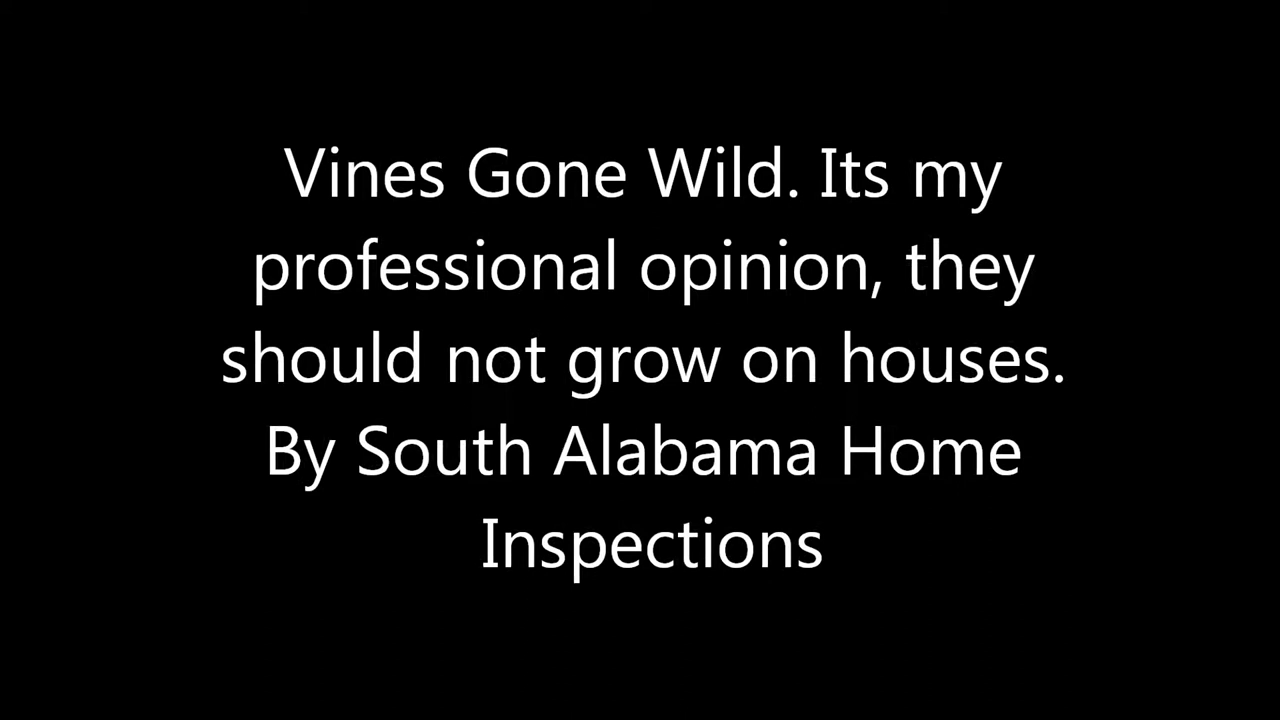 Vines Gone Wild. Its my
professional opinion, they
should not grow on houses.
By South Alabama Home
Inspections